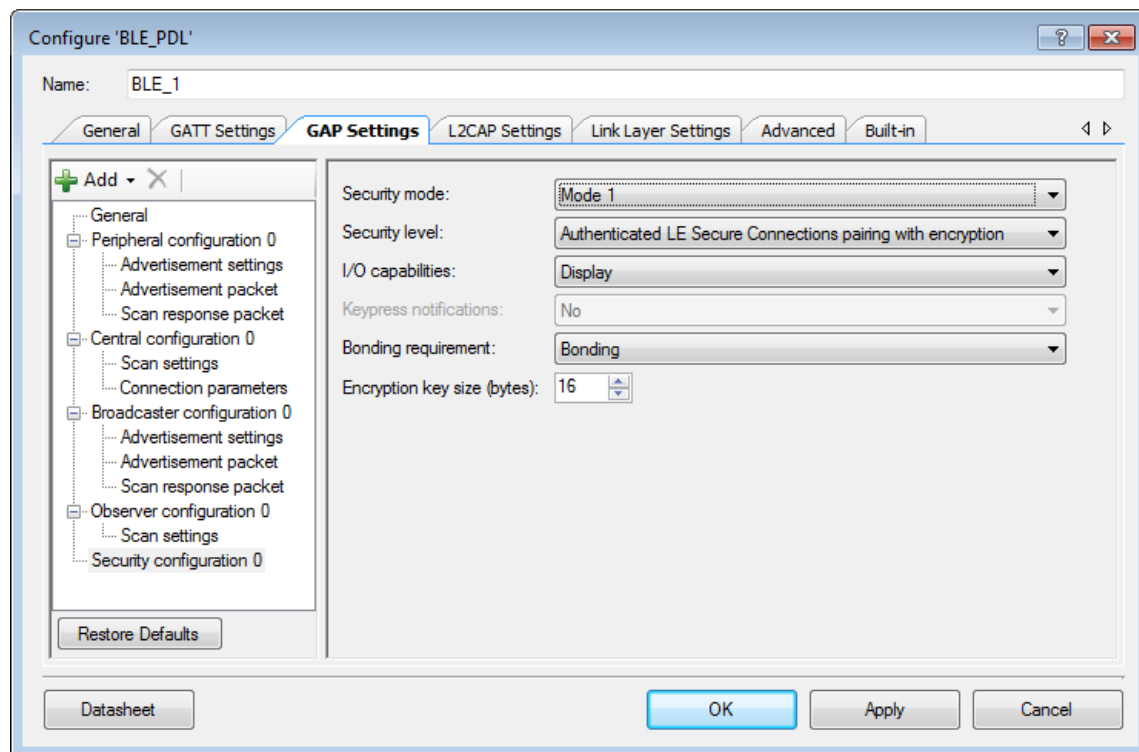 Configure 'BLE_PDL'
Name: BLE_1
General GATT Settings GAP Settings L2CAP Settings Link Layer Settings Advanced Built-in
Add
General
Peripheral configuration 0
Advertisement settings
Advertisement packet
Scan response packet
Central configuration 0
Scan settings
Connection parameters
Broadcaster configuration 0
Advertisement settings
Advertisement packet
Scan response packet
Observer configuration 0
Scan settings
Security configuration 0
Restore Defaults
Security mode: Mode 1
Security level: Authenticated LE Secure Connections pairing with encryption
I/O capabilities: Display
Keypress notifications: No
Bonding requirement: Bonding
Encryption key size (bytes): 16
Datasheet OK Apply Cancel